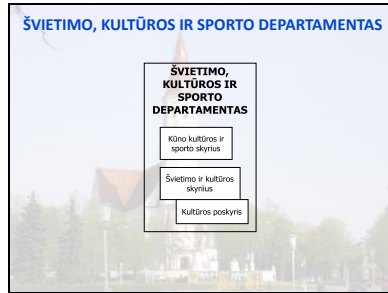 ŠVIETIMO, KULTŪROS IR SPORTO DEPARTAMENTAS
ŠVIETIMO,
KULTŪROS IR
SPORTO
DEPARTAMENTAS
Kūno kultūros ir
sporto skyrius
Švietimo ir kultūros
skyriius
Kultūros poskyris